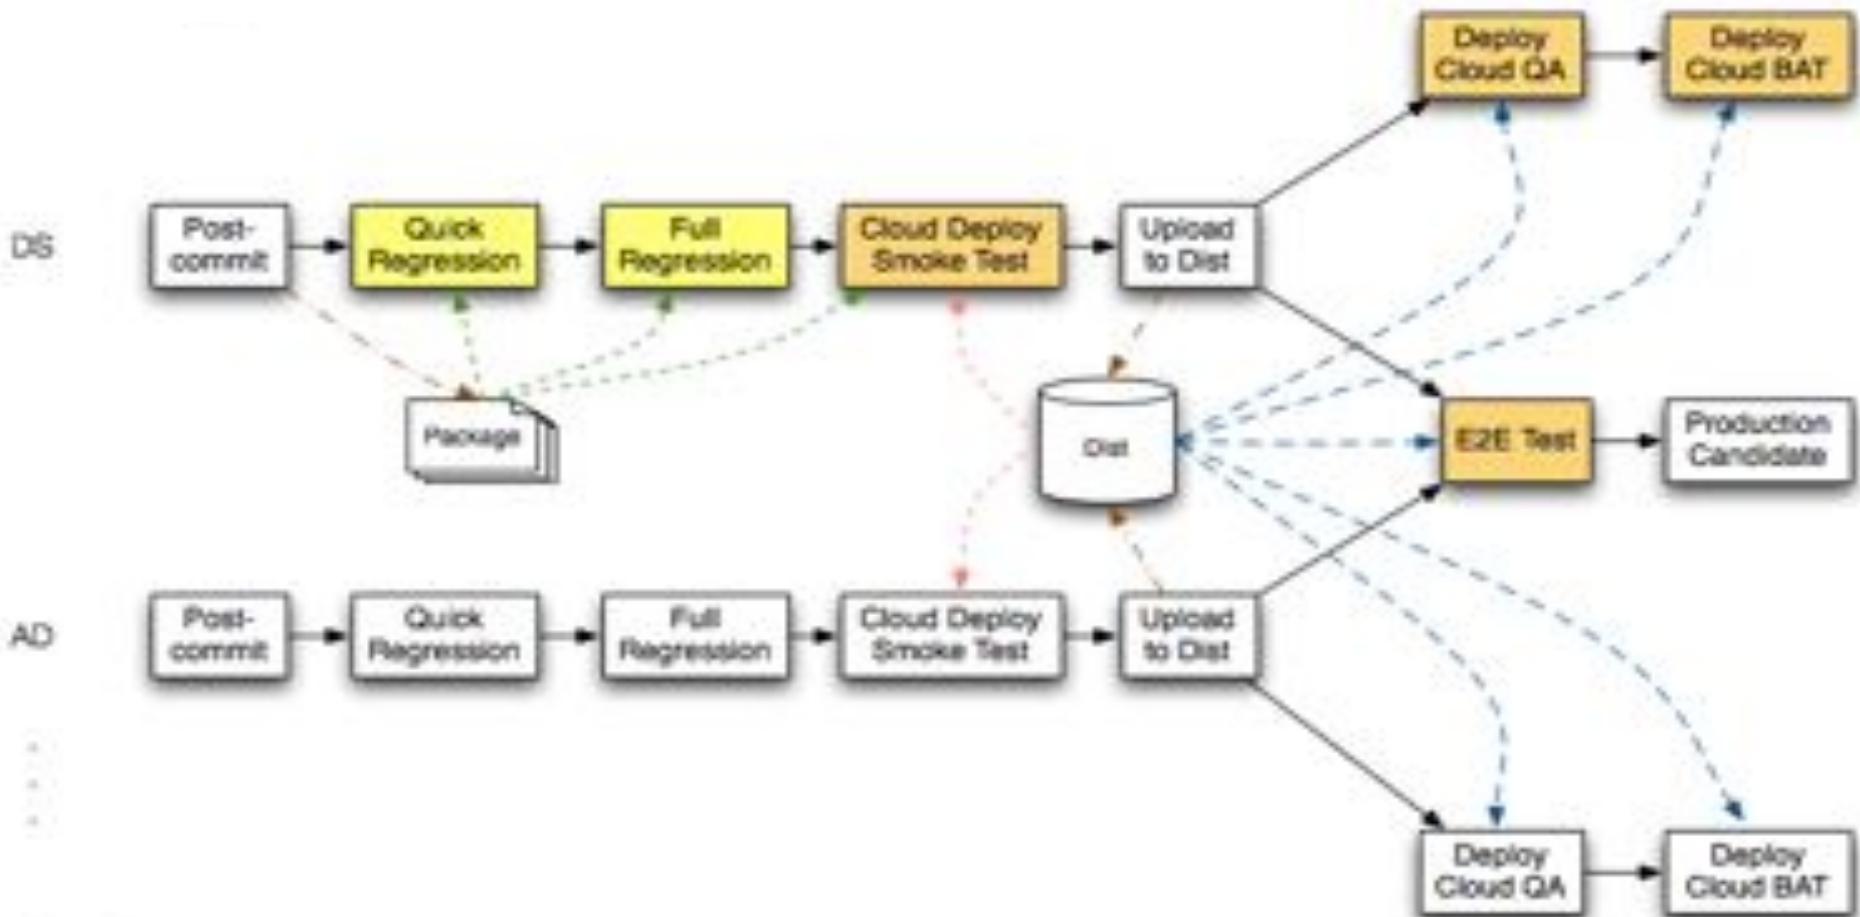 Deploy
Cloud QA
Deploy
Cloud BAT
DS
Post-
commit
Quick
Regression
Full
Regression
Cloud Deploy
Smoke Test
Upload
to Dist
Package
Dist
E2E Test
Production
Candidate
AD
Post-
commit
Quick
Regression
Full
Regression
Cloud Deploy
Smoke Test
Upload
to Dist
Deploy
Cloud QA
Deploy
Cloud BAT